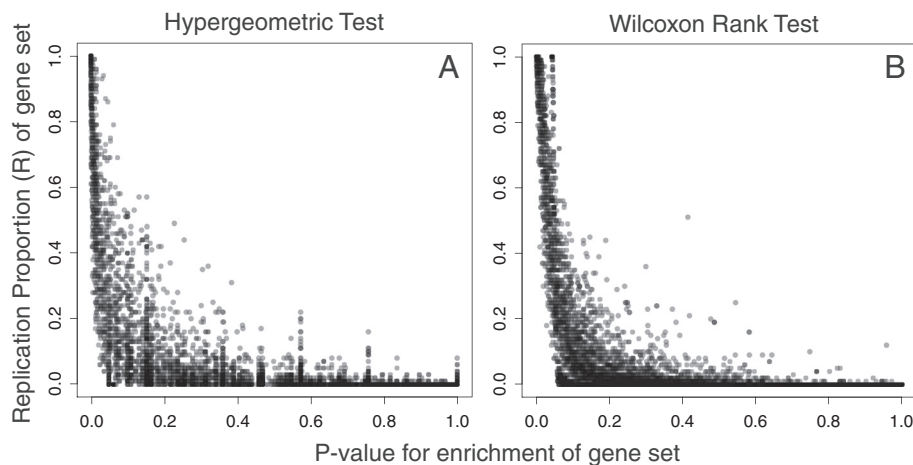 Hypergeometric Test
Wilcoxon Rank Test
A
B
Replication Proportion (R) of gene set
1.0
0.8
0.6
0.4
0.2
0.0
1.0
0.8
0.6
0.4
0.2
0.0
0.0 0.2 0.4 0.6 0.8 1.0
0.0 0.2 0.4 0.6 0.8 1.0
P-value for enrichment of gene set